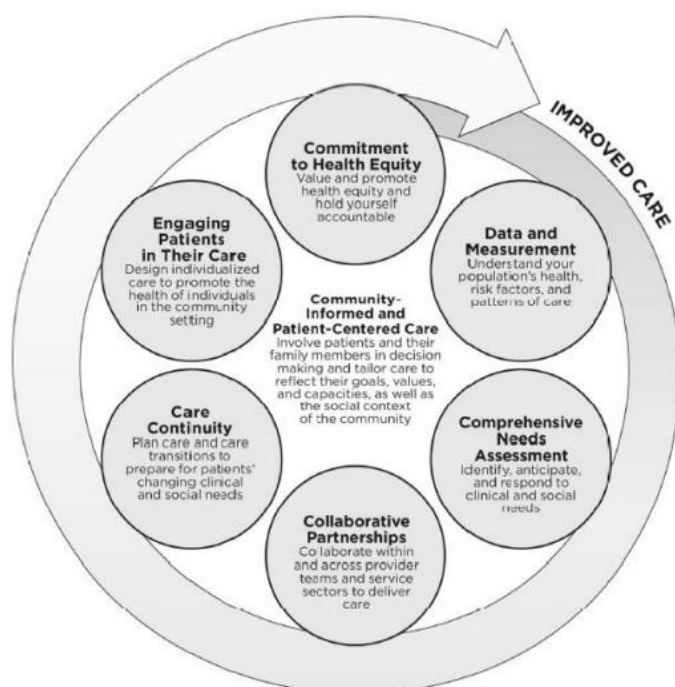 IMPROVED CARE
Commitment
to Health Equity
Value and promote
health equity and
hold yourself
accountable
Data and
Measurement
Understand your
population's health,
risk factors, and
patterns of care
Comprehensive
Needs
Assessment
Identify, anticipate,
and respond to
clinical and social
needs
Collaborative
Partnerships
Collaborate within
and across provider
teams and service
sectors to deliver
care
Care
Continuity
Plan care and care
transitions to
prepare for patients'
changing clinical
and social needs
Engaging
Patients
in Their Care
Design individualized
care to promote the
health of individuals
in the community
setting
Community-
Informed and
Patient-Centered Care
Involve patients and their
family members in decision
making and tailor care to
reflect their goals, values,
and capacities, as well as
the social context
of the community